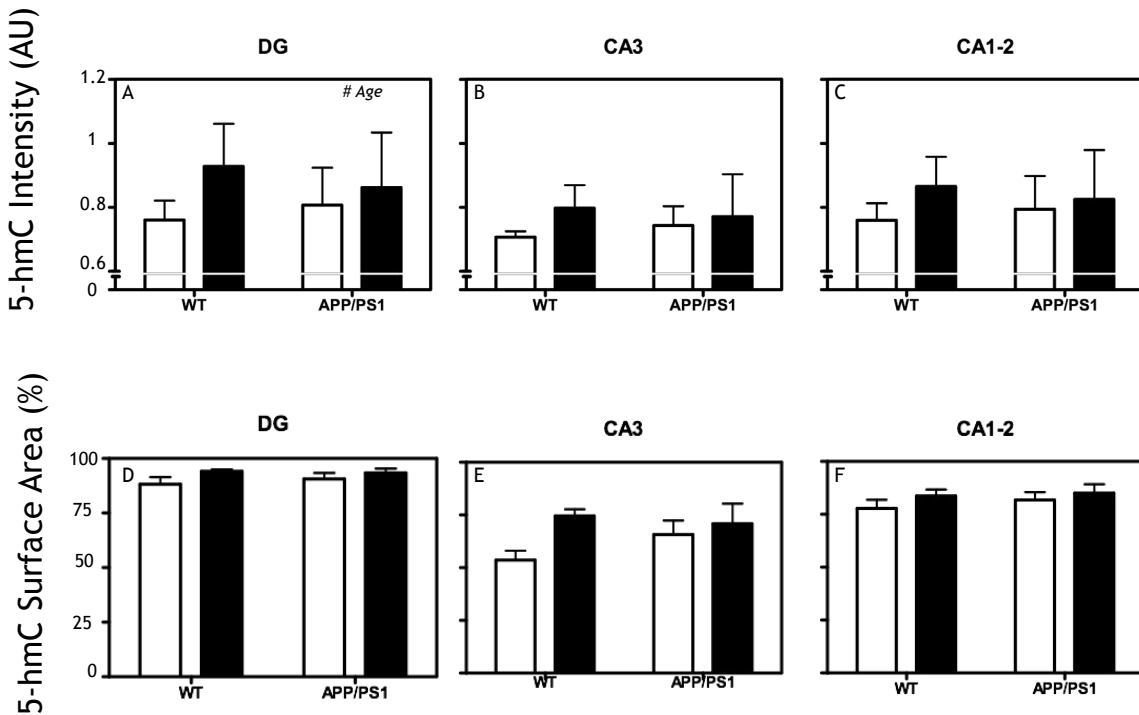 5-hmC Intensity (AU)
DG
CA3
CA1-2
1.2
1
0.8
0.6
0
A
# Age
B
C
WT
APP/PS1
WT
APP/PS1
WT
APP/PS1
5-hmC Surface Area (%)
DG
CA3
CA1-2
100
75
50
25
0
D
E
F
WT
APP/PS1
WT
APP/PS1
WT
APP/PS1